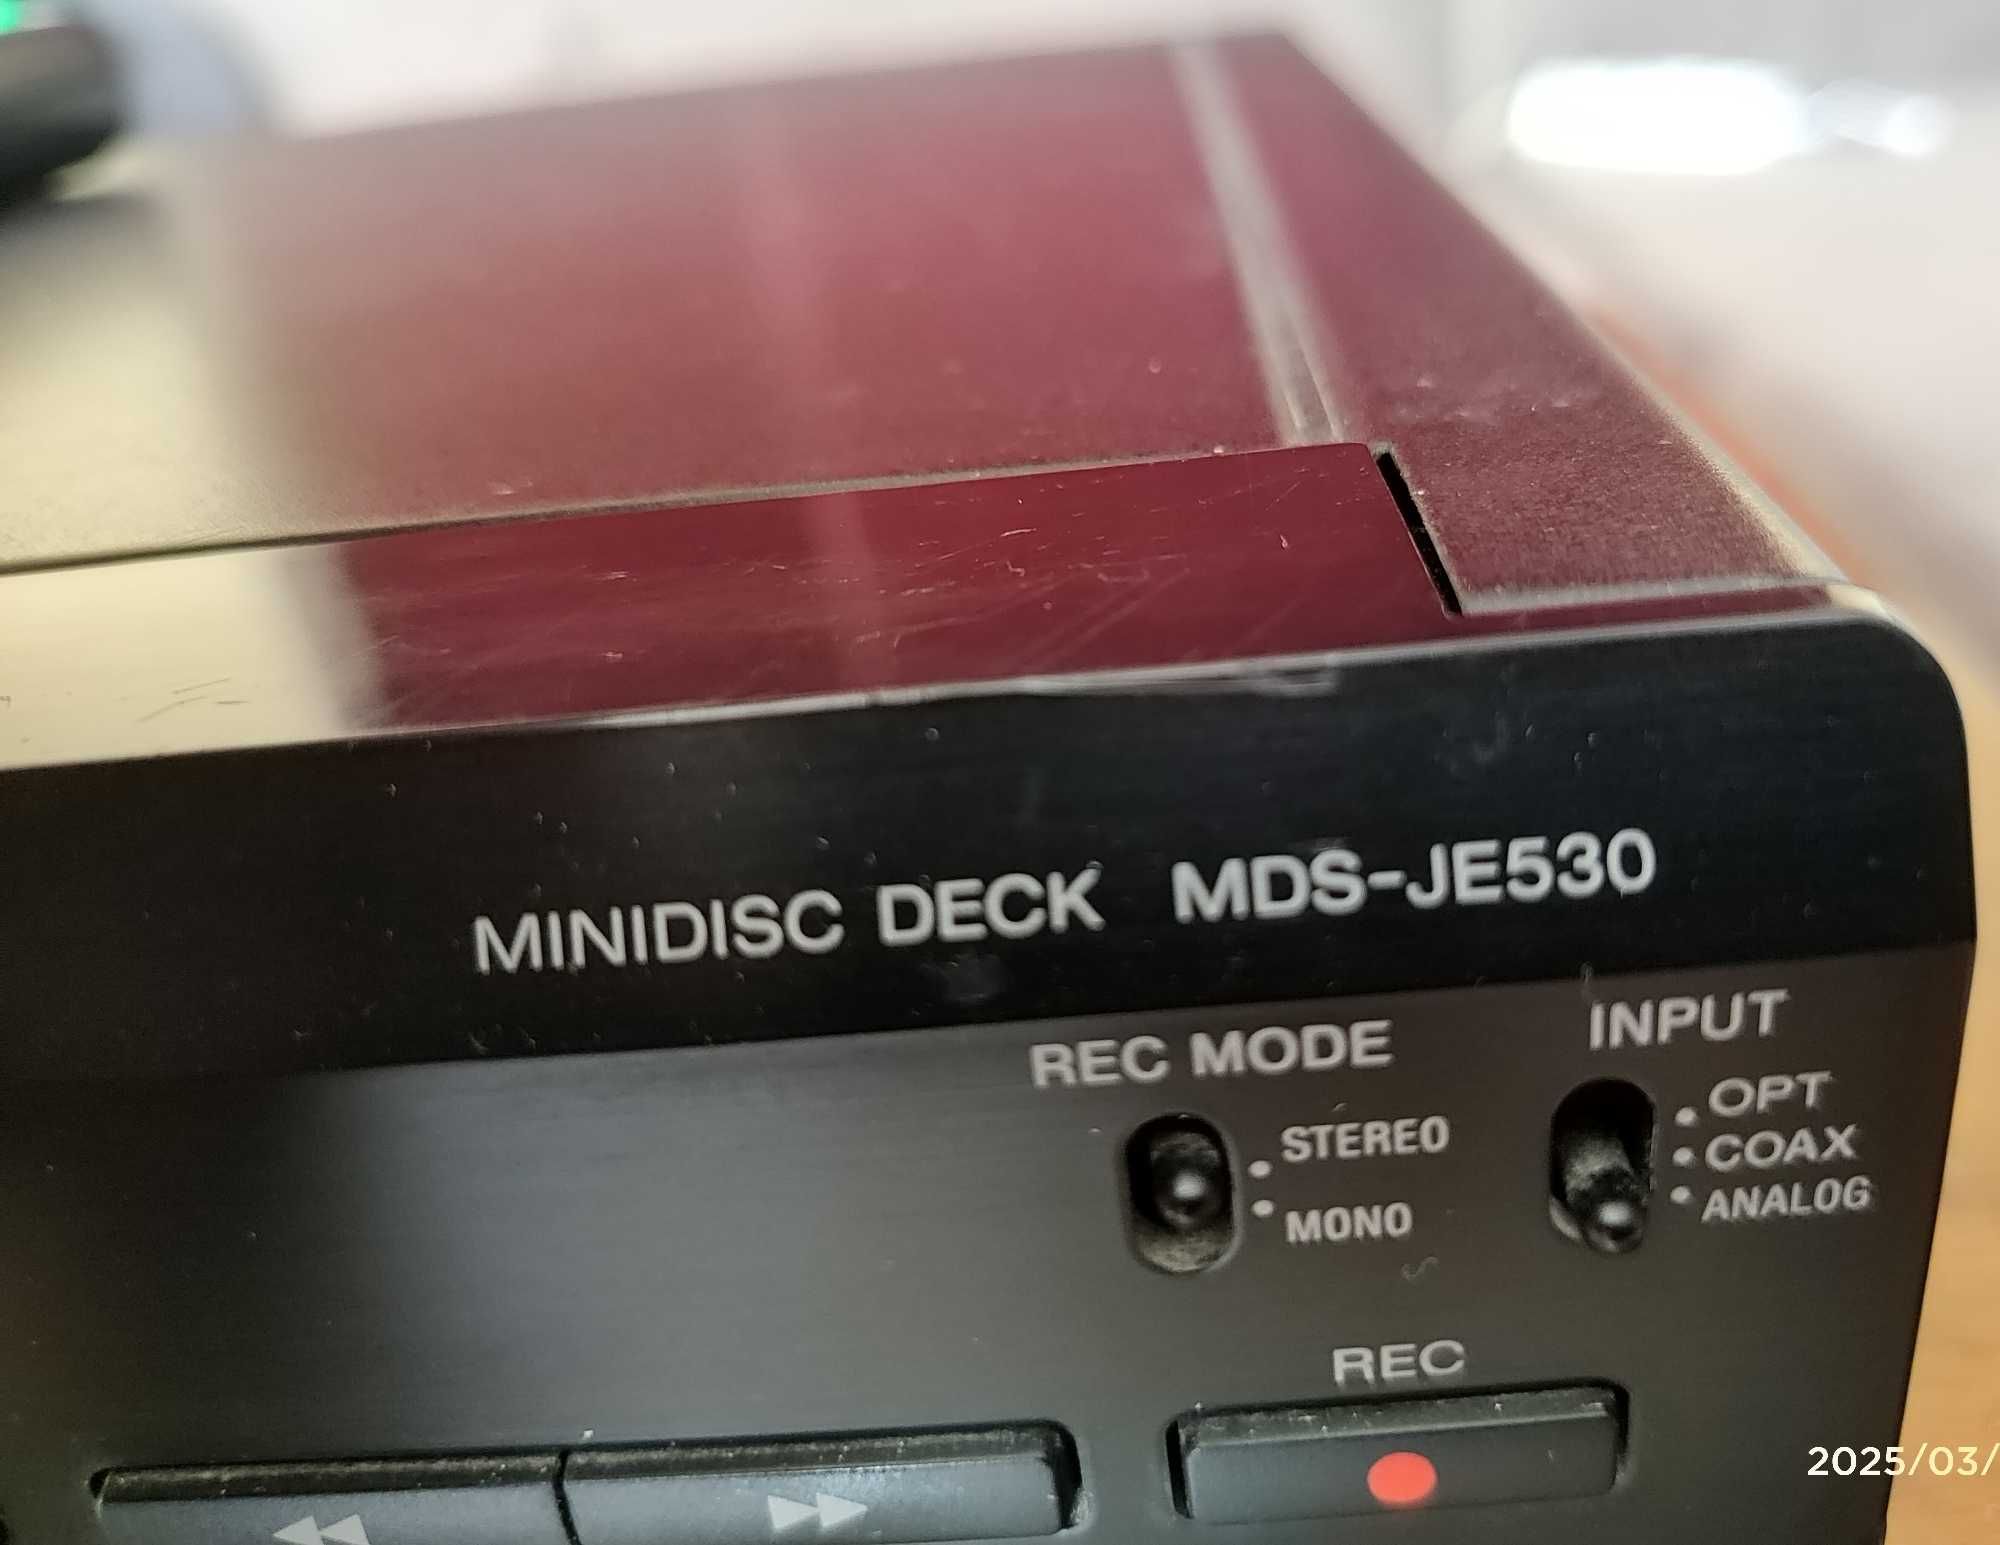 MINIDISC DECK MDS-JE530
REC MODE
STEREO
MONO
INPUT
OPT
COAX
ANALOG
REC
2025/03/